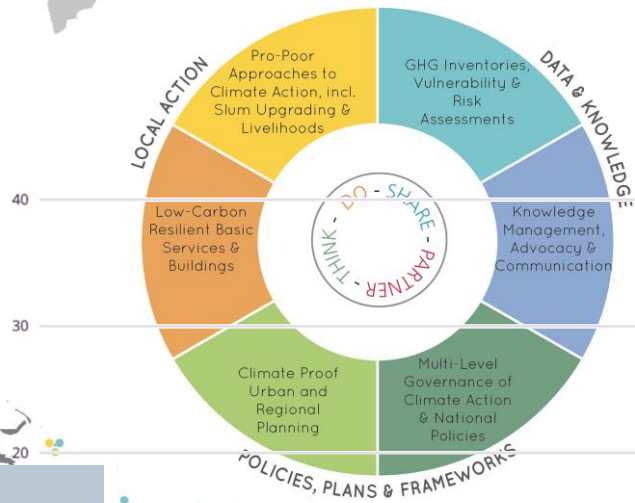 LOCAL ACTION
DATA & KNOWLEDGE
Pro-Poor
Approaches to
Climate Action, incl.
Slum Upgrading &
Livelihoods
GHG Inventories,
Vulnerability &
Risk
Assessments
40
Low-Carbon
Resilient Basic
Services &
Buildings
THINK - DO - SHARE - PARTNER -
Knowledge
Management,
Advocacy &
Communication
30
Climate Proof
Urban and
Regional
Planning
Multi-Level
Governance of
Climate Action
& National
Policies
20
POLICIES, PLANS & FRAMEWORKS